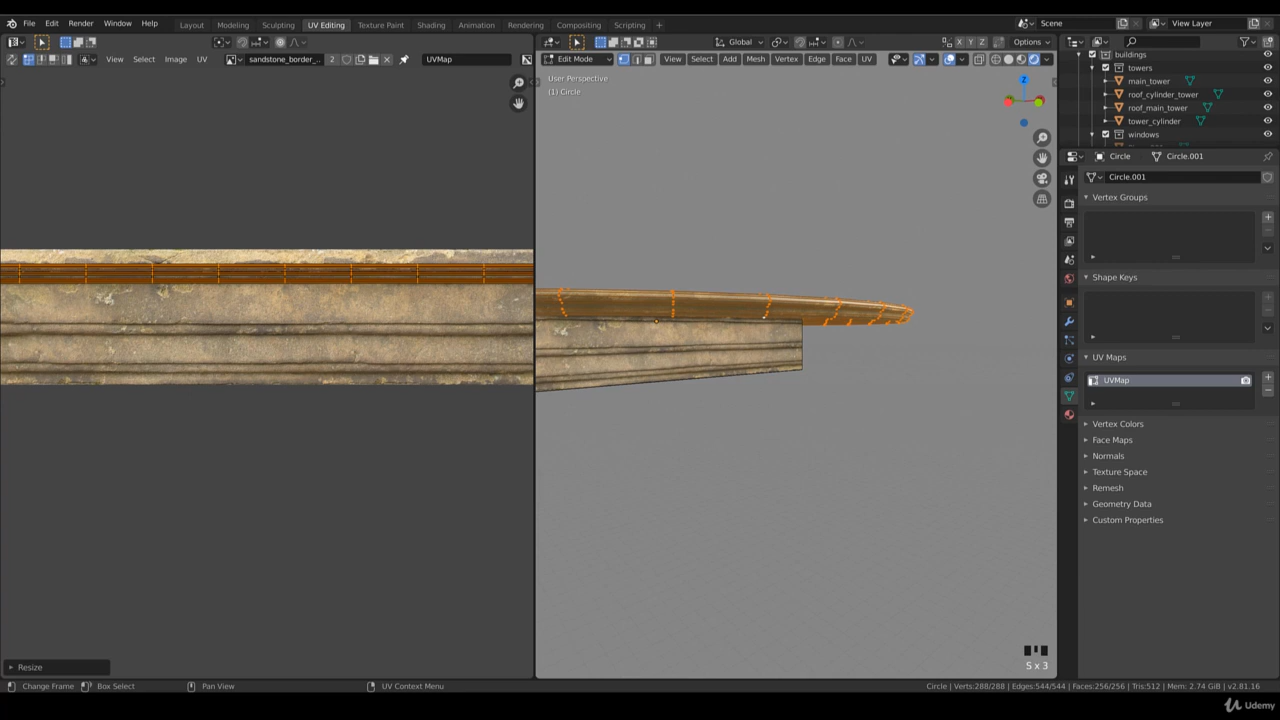 File Edit Render Window Help Layout Modeling Sculpting UV Editing Texture Paint Shading Animation Rendering Compositing Scripting + Scene View Layer
Global Options
View Select Image UV sandstone_border_.. 2 UVMap Edit Mode View Select Add Mesh Vertex Edge Face UV
X Y Z
buildings
towers
main_tower
roof_cylinder_tower
roof_main_tower
tower_cylinder
windows
User Perspective
(1) Circle
Z
Circle Circle.001
Circle.001
Vertex Groups
Shape Keys
UV Maps
UVMap
Vertex Colors
Face Maps
Normals
Texture Space
Remesh
Geometry Data
Custom Properties
Resize
S x 3
Change Frame Box Select Pan View UV Context Menu Circle | Verts:288/288 | Edges:544/544 | Faces:256/256 | Tris:512 | Mem: 2.74 GiB | v2.81.16
Udemy